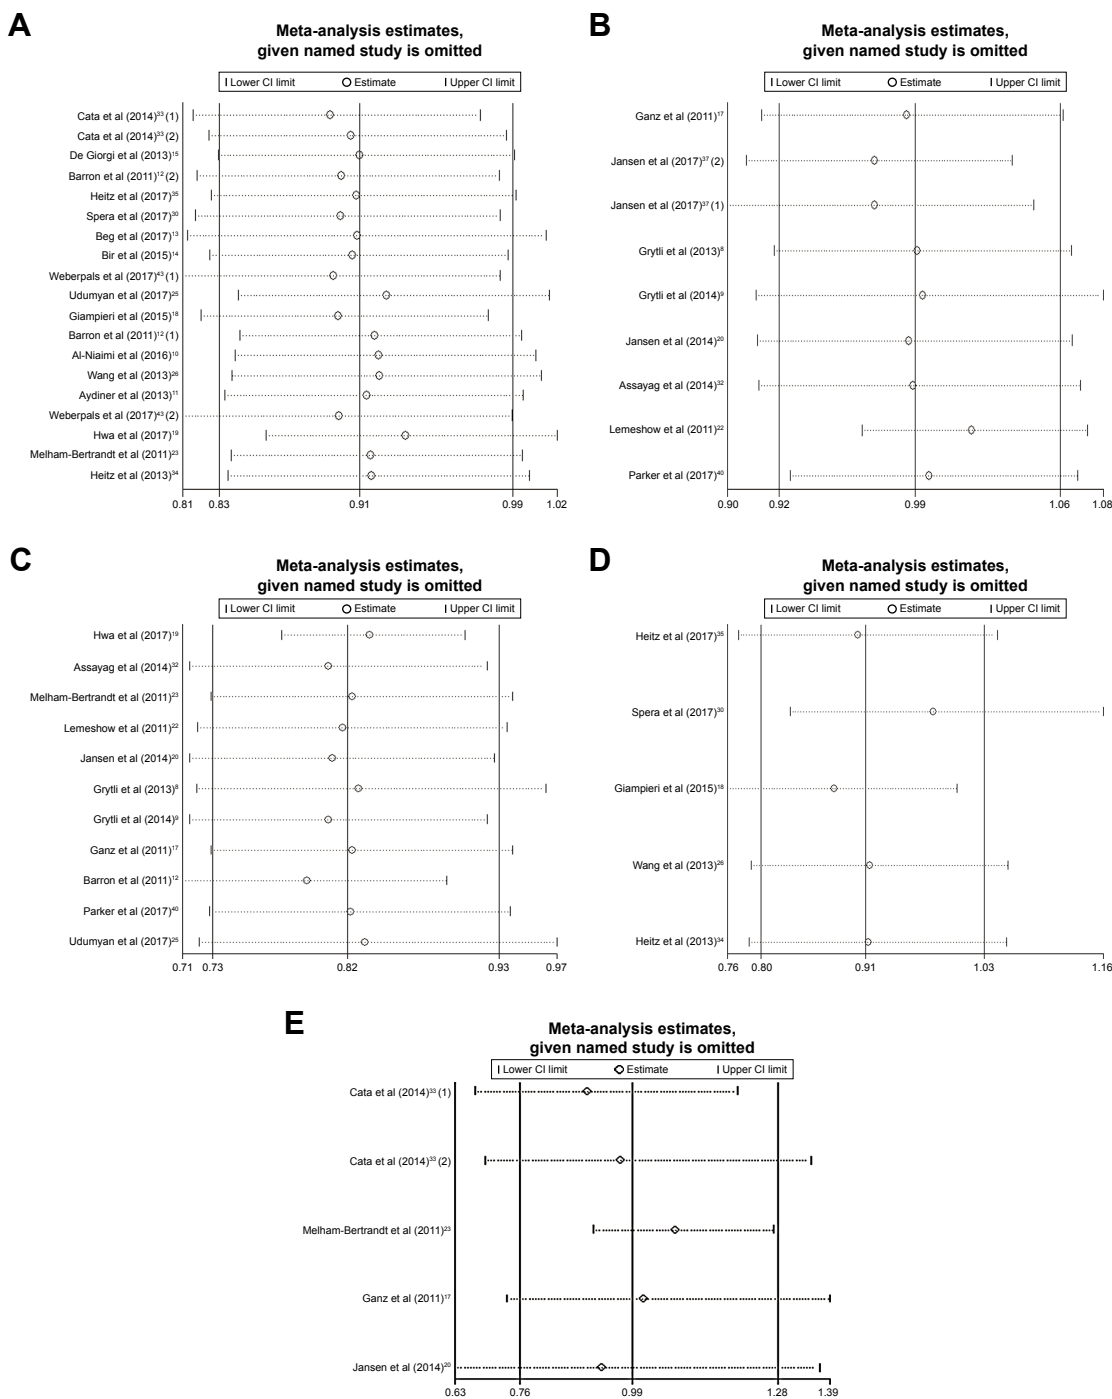 A
Meta-analysis estimates,
given named study is omitted
Lower CI limit Estimate Upper CI limit
Cata et al (2014)³³ (1)
Cata et al (2014)³³ (2)
De Giorgi et al (2013)¹⁵
Barron et al (2011)¹² (2)
Heitz et al (2017)³⁵
Spera et al (2017)³⁰
Beg et al (2017)¹³
Bir et al (2015)¹⁴
Weberpals et al (2017)⁴³ (1)
Udumyan et al (2017)²⁵
Giampieri et al (2015)¹⁸
Barron et al (2011)¹² (1)
Al-Niaimi et al (2016)¹⁰
Wang et al (2013)²⁶
Aydiner et al (2013)¹¹
Weberpals et al (2017)⁴³ (2)
Hwa et al (2017)¹⁹
Melham-Bertrandt et al (2011)²³
Heitz et al (2013)³⁴
0.81 0.83 0.91 0.99 1.02
B
Meta-analysis estimates,
given named study is omitted
Lower CI limit Estimate Upper CI limit
Ganz et al (2011)¹⁷
Jansen et al (2017)³⁷ (2)
Jansen et al (2017)³⁷ (1)
Grytli et al (2013)⁸
Grytli et al (2014)⁹
Jansen et al (2014)²⁰
Assayag et al (2014)³²
Lemeshow et al (2011)²²
Parker et al (2017)⁴⁰
0.90 0.92 0.99 1.06 1.08
C
Meta-analysis estimates,
given named study is omitted
Lower CI limit Estimate Upper CI limit
Hwa et al (2017)¹⁹
Assayag et al (2014)³²
Melham-Bertrandt et al (2011)²³
Lemeshow et al (2011)²²
Jansen et al (2014)²⁰
Grytli et al (2013)⁸
Grytli et al (2014)⁹
Ganz et al (2011)¹⁷
Barron et al (2011)¹²
Parker et al (2017)⁴⁰
Udumyan et al (2017)²⁵
0.71 0.73 0.82 0.93 0.97
D
Meta-analysis estimates,
given named study is omitted
Lower CI limit Estimate Upper CI limit
Heitz et al (2017)³⁵
Spera et al (2017)³⁰
Giampieri et al (2015)¹⁸
Wang et al (2013)²⁶
Heitz et al (2013)³⁴
0.76 0.80 0.91 1.03 1.16
E
Meta-analysis estimates,
given named study is omitted
Lower CI limit Estimate Upper CI limit
Cata et al (2014)³³ (1)
Cata et al (2014)³³ (2)
Melham-Bertrandt et al (2011)²³
Ganz et al (2011)¹⁷
Jansen et al (2014)²⁰
0.63 0.76 0.99 1.28 1.39